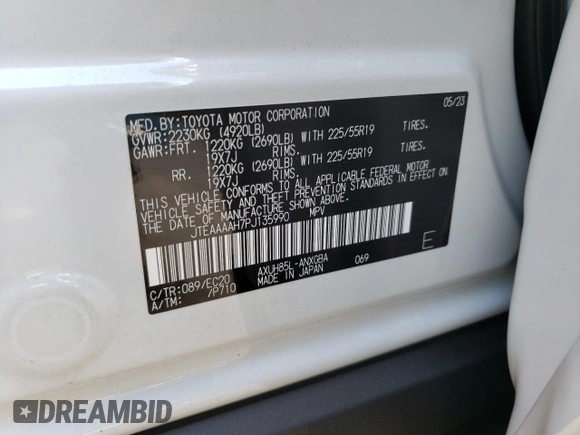 MFD.BY:TOYOTA MOTOR CORPORATION 05/23
GVWR:2230KG (4920LB)
GAWR:FRT. 1220KG (2690LB) WITH 225/55R19 TIRES.
19X7J RIMS.
RR. 1220KG (2690LB) WITH 225/55R19 TIRES.
19X7J RIMS.
THIS VEHICLE CONFORMS TO ALL APPLICABLE FEDERAL MOTOR
VEHICLE SAFETY AND THEFT PREVENTION STANDARDS IN EFFECT
ON THE DATE OF MANUFACTURE SHOWN ABOVE.
JTEAAAAH7PJ135990 MPV
E
C/TR:089/EC20 AXUH85L-ANXGBA 069
A/TM: 7P710 MADE IN JAPAN
DREAMBID